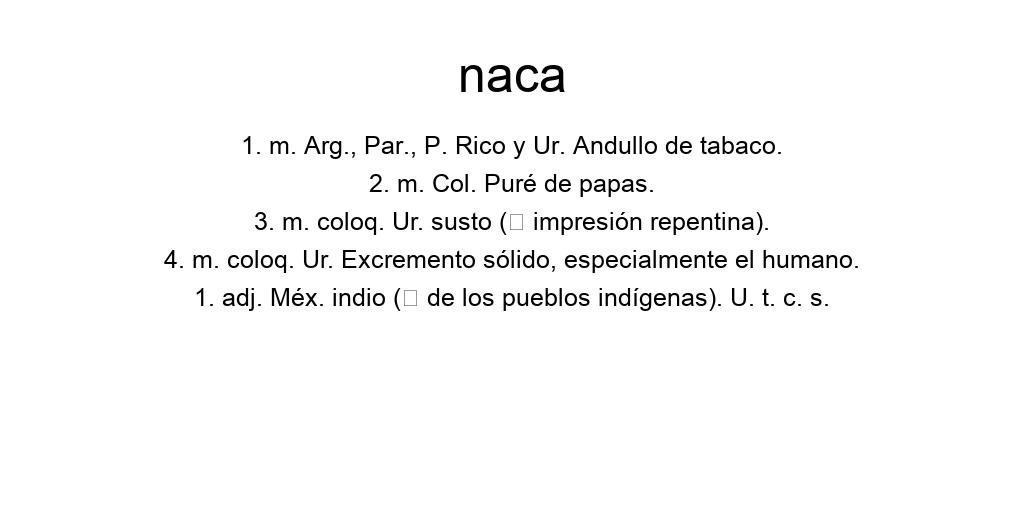 naca
1. m. Arg., Par., P. Rico y Ur. Andullo de tabaco.
2. m. Col. Puré de papas.
3. m. coloq. Ur. susto (□ impresión repentina).
4. m. coloq. Ur. Excremento sólido, especialmente el humano.
1. adj. Méx. indio (□ de los pueblos indígenas). U. t. c. s.